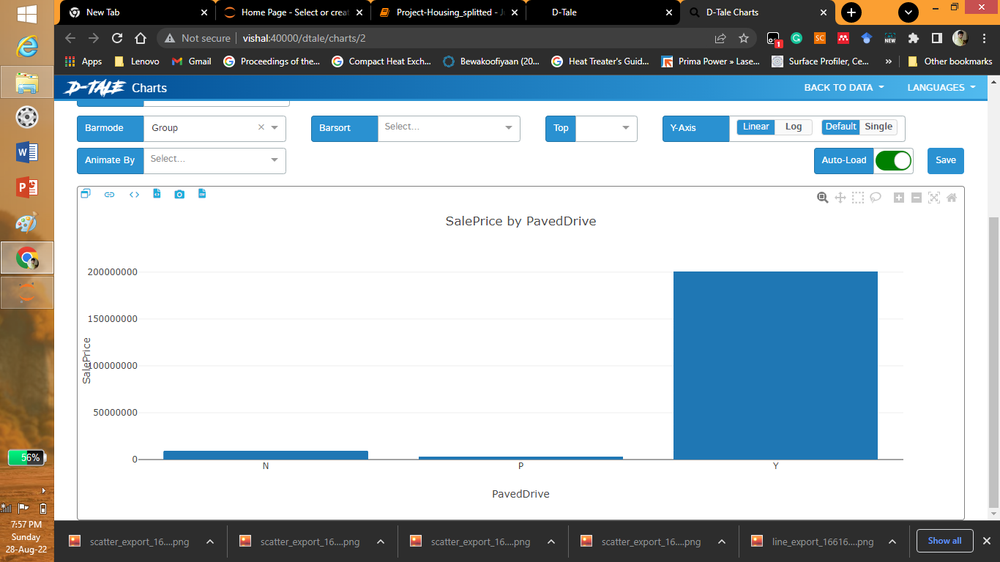 New Tab
Home Page - Select or creat
Project-Housing_splitted - J
D-Tale
D-Tale Charts
Not secure | vishal:40000/dtale/charts/2
1
SC
NEW
Apps
Lenovo
Gmail
Proceedings of the...
Compact Heat Exch...
Bewakoofiyaan (20...
Heat Treater's Guid...
Prima Power » Lase...
Surface Profiler, Ce...
»
Other bookmarks
D-TALE Charts
BACK TO DATA
LANGUAGES
Barmode
Group
Barsort
Select...
Top
Y-Axis
Linear
Log
Default
Single
Animate By
Select...
Auto-Load
Save
SalePrice by PavedDrive
200000000
150000000
100000000
50000000
0
SalePrice
N
P
Y
PavedDrive
56%
7:57 PM
Sunday
28-Aug-22
scatter_export_16....png
scatter_export_16....png
scatter_export_16....png
scatter_export_16....png
line_export_16616....png
Show all